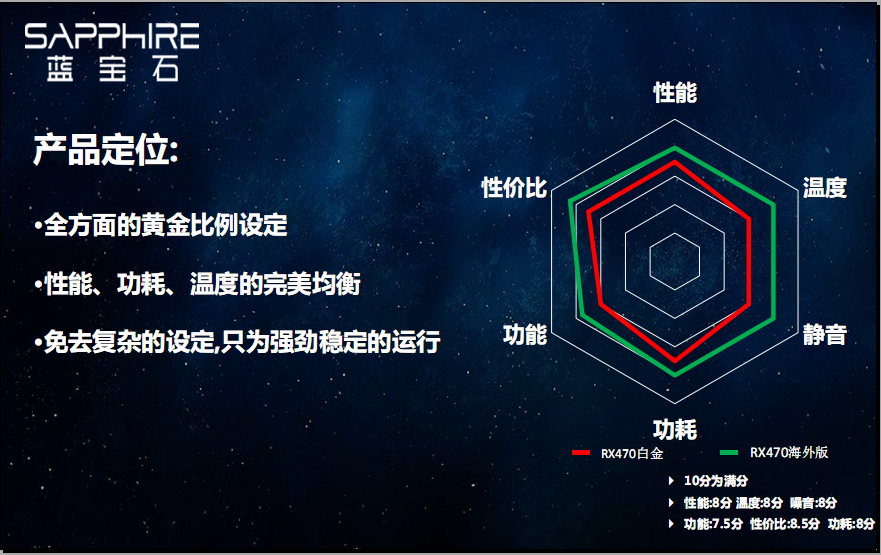 SAPPHIRE
蓝宝石
产品定位:
•全方面的黄金比例设定
•性能、功耗、温度的完美均衡
•免去复杂的设定,只为强劲稳定的运行
性能
性价比
温度
功能
静音
功耗
RX470白金
RX470海外版
10分为满分
性能:8分 温度:8分 噪音:8分
功能:7.5分 性价比:8.5分 功耗:8分